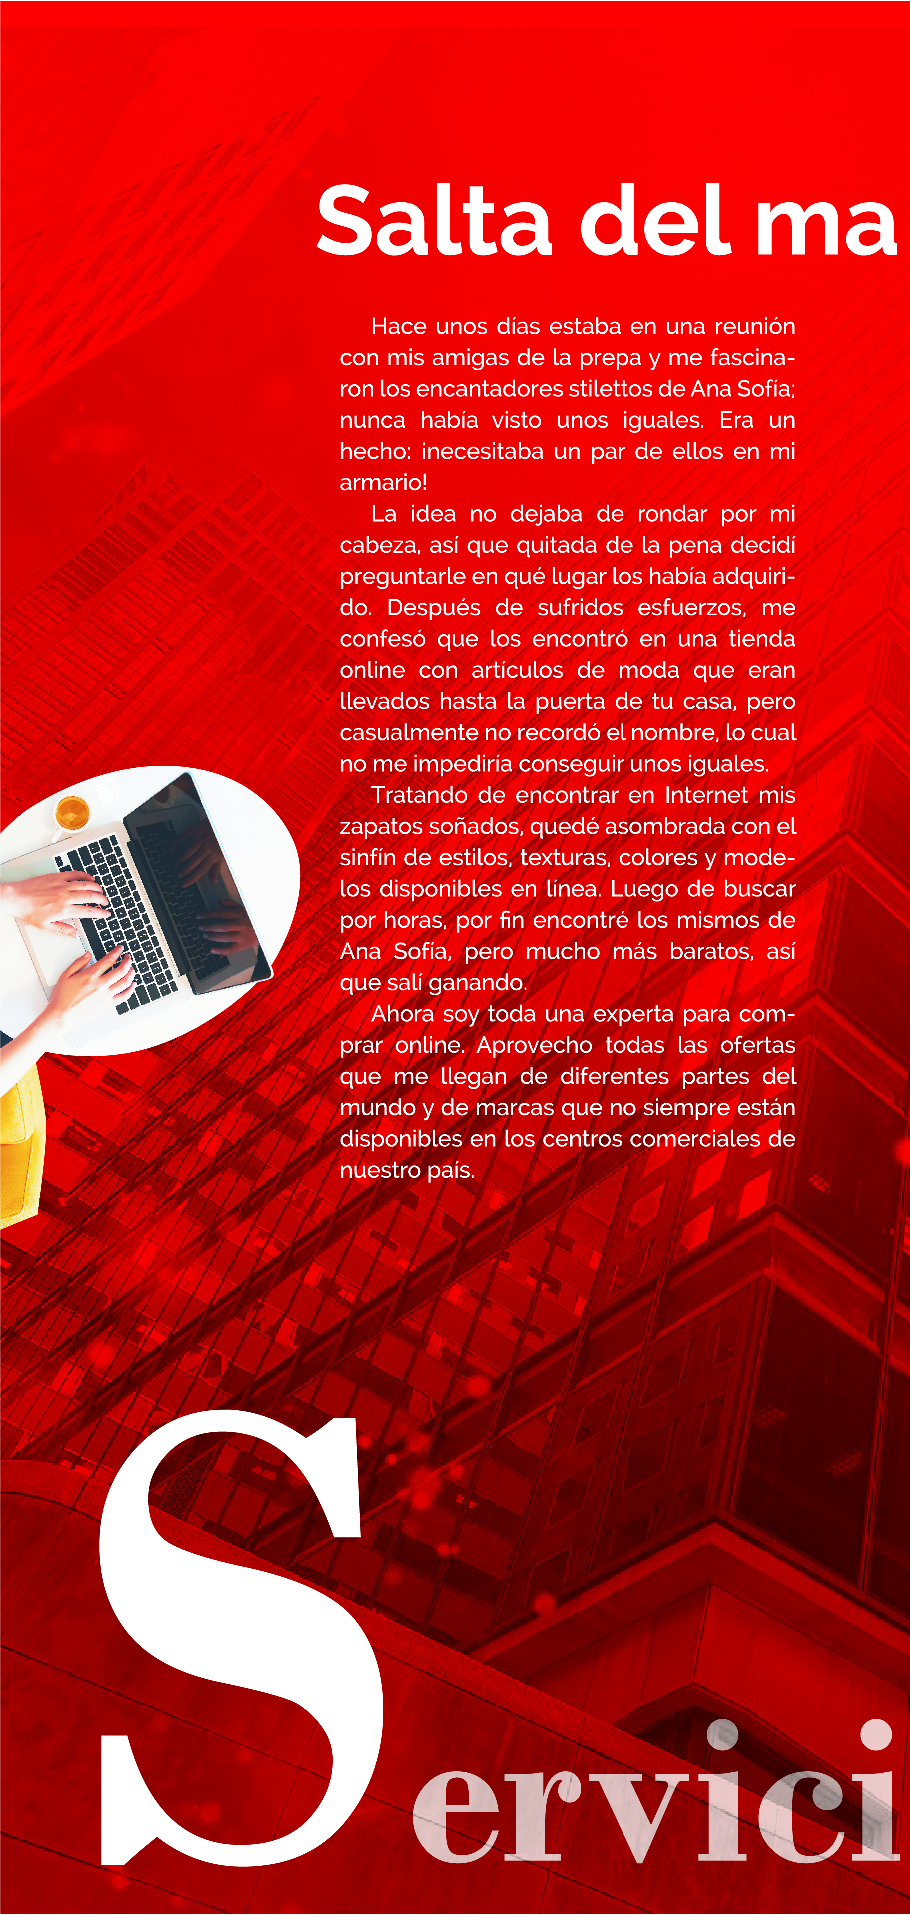 Salta del ma
Hace unos días estaba en una reunión
con mis amigas de la prepa y me fascina-
ron los encantadores stilettos de Ana Sofía;
nunca había visto unos iguales. Era un
hecho: ¡necesitaba un par de ellos en mi
armario!
La idea no dejaba de rondar por mi
cabeza, así que quitada de la pena decidí
preguntarle en qué lugar los había adquiri-
do. Después de sufridos esfuerzos, me
confesó que los encontró en una tienda
online con artículos de moda que eran
llevados hasta la puerta de tu casa, pero
casualmente no recordó el nombre, lo cual
no me impediría conseguir unos iguales.
Tratando de encontrar en Internet mis
zapatos soñados, quedé asombrada con el
sinfín de estilos, texturas, colores y mode-
los disponibles en línea. Luego de buscar
por horas, por fin encontré los mismos de
Ana Sofía, pero mucho más baratos, así
que salí ganando.
Ahora soy toda una experta para com-
prar online. Aprovecho todas las ofertas
que me llegan de diferentes partes del
mundo y de marcas que no siempre están
disponibles en los centros comerciales de
nuestro país.
Servici